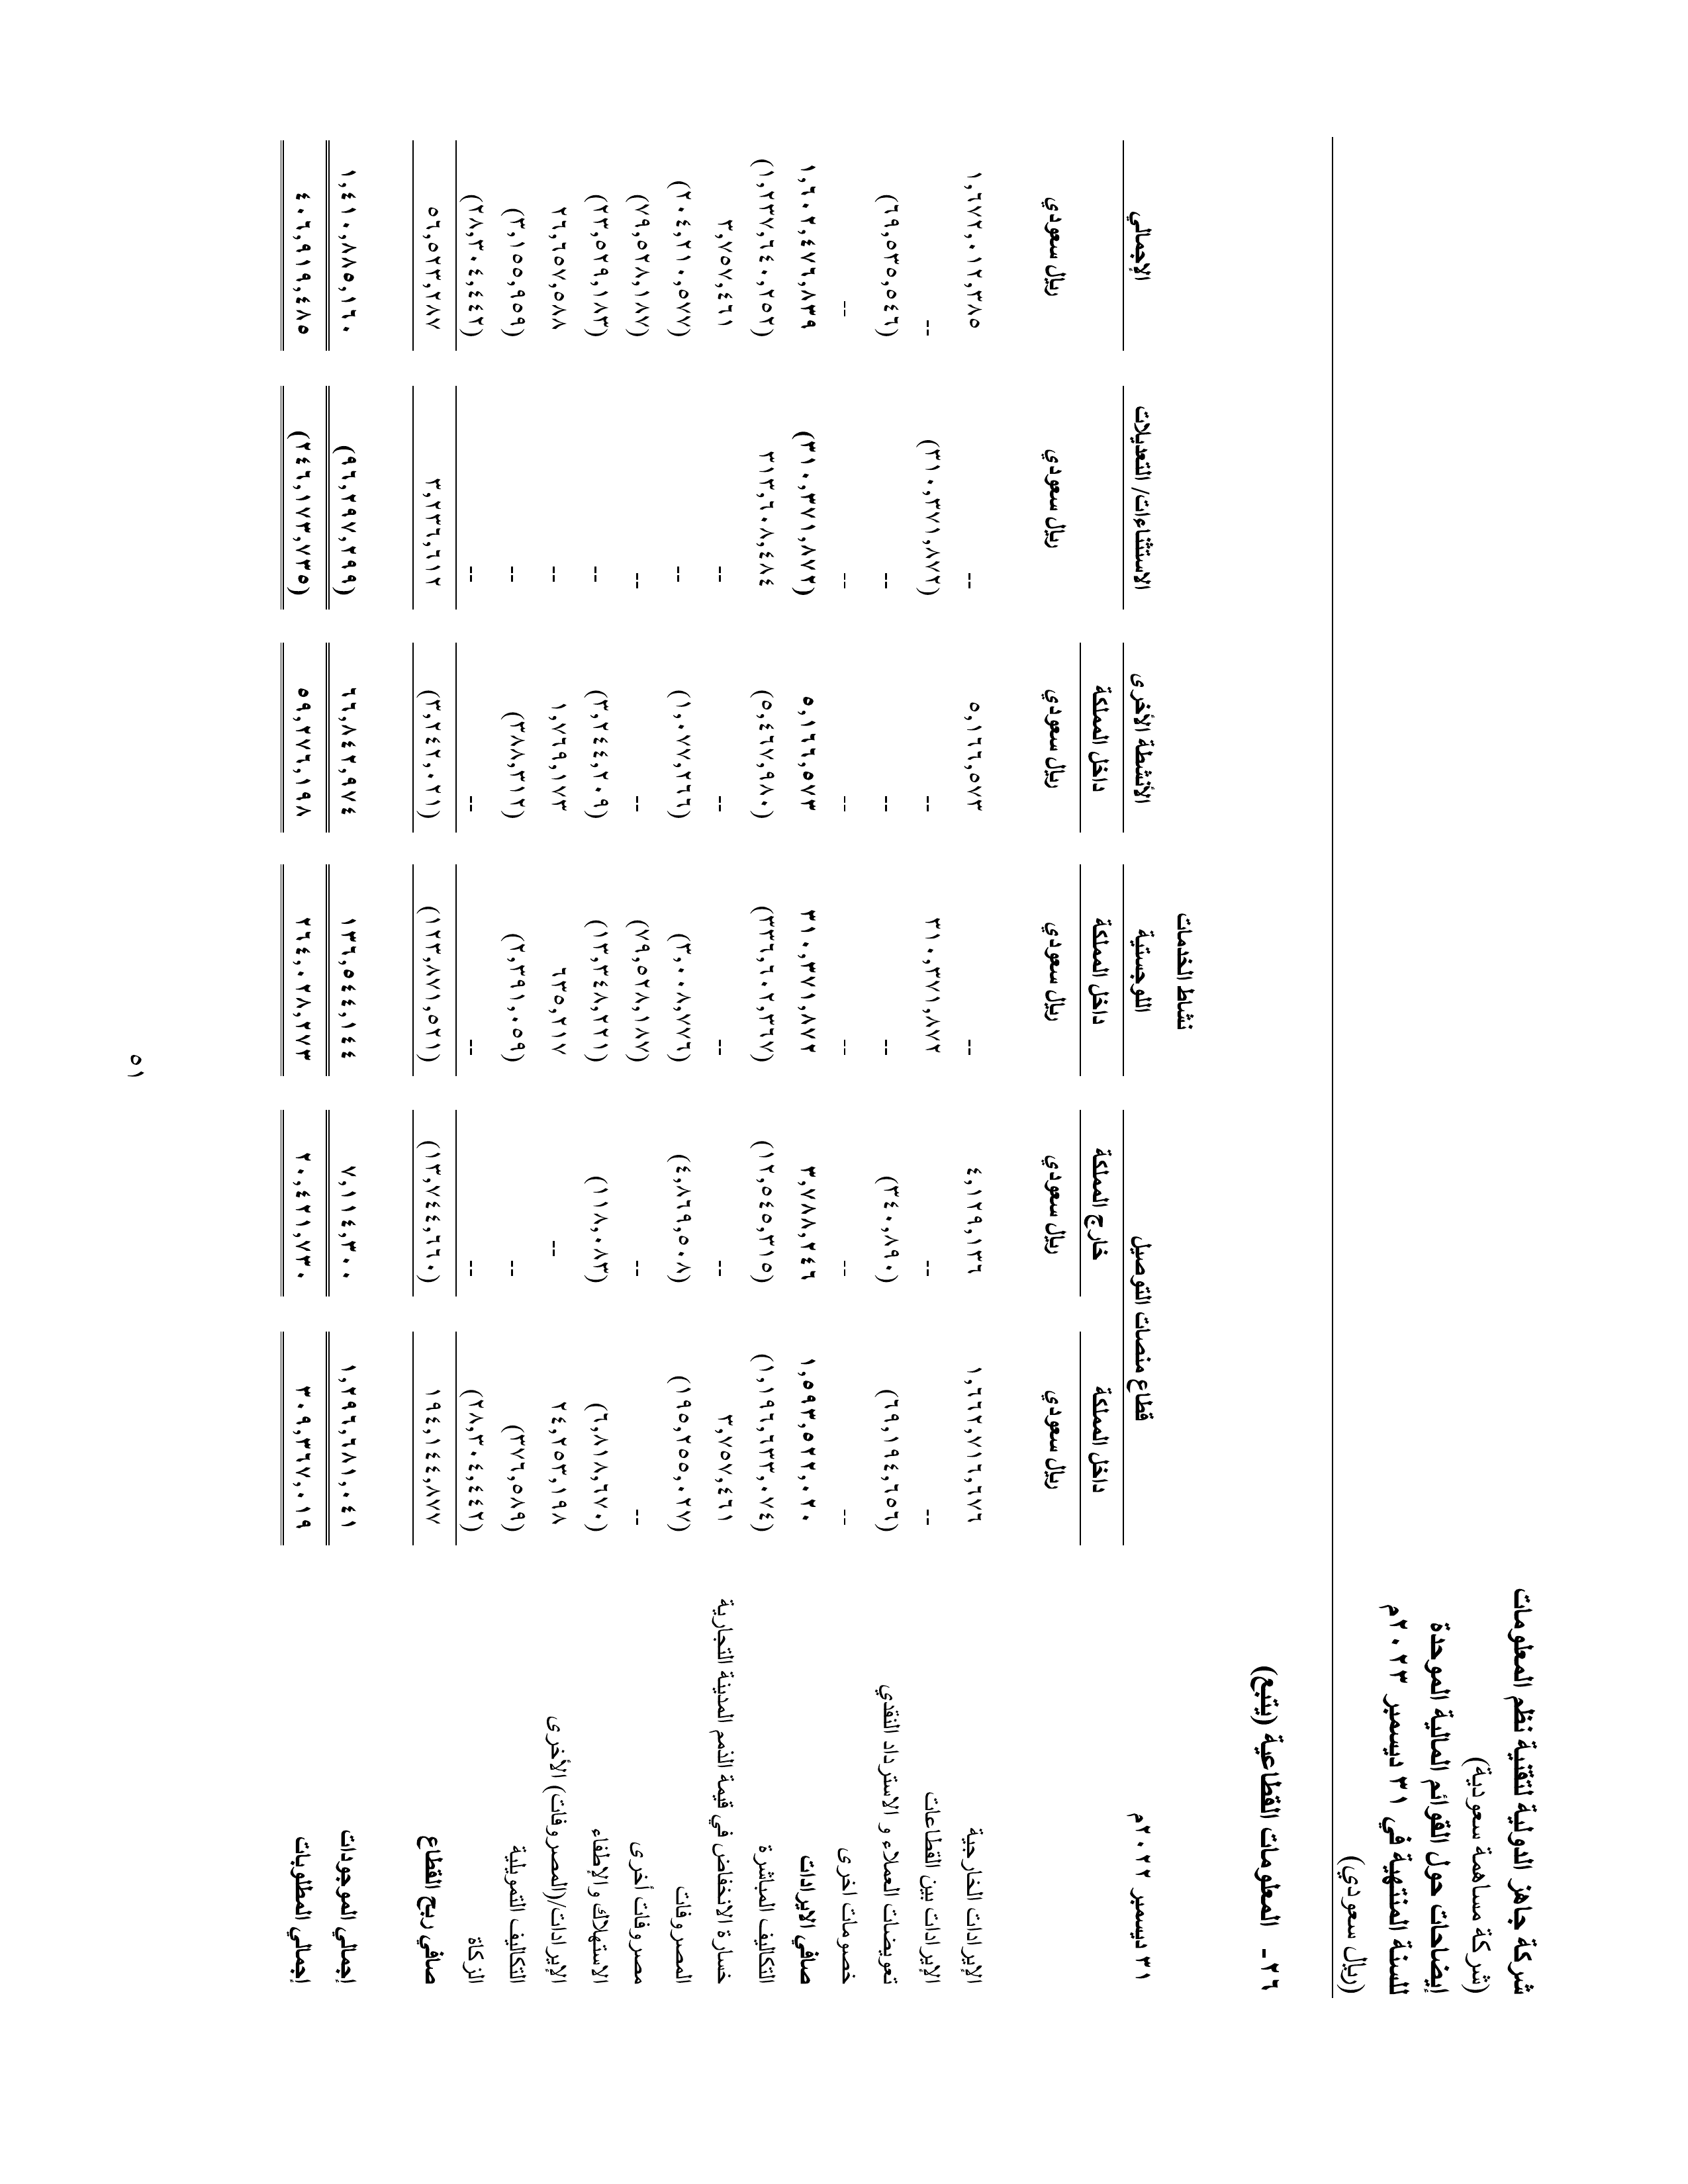 شركة جاهز الدولية لتقنية نظم المعلومات
(شركة مساهمة سعودية)
إيضاحات حول القوائم المالية الموحدة
للسنة المنتهية في ٣١ ديسمبر ٢٠٢٣م
(ريال سعودي)
٢٦- المعلومات القطاعية (يتبع)
نشاط الخدمات
٣١ ديسمبر ٢٠٢٢م قطاع منصات التوصيل اللوجستية الأنشطة الأخرى الاستثناءات/ التعديلات الإجمالي
داخل المملكة خارج المملكة داخل المملكة داخل المملكة
ريال سعودي ريال سعودي ريال سعودي ريال سعودي ريال سعودي ريال سعودي
الإيرادات الخارجية ١,٦٦٢,٧١٦,٦٧٦ ٤,١٢٩,١٣٦ -- ٥,١٦٦,٥٧٣ -- ١,٦٧٢,٠١٢,٣٨٥
الإيرادات بين القطاعات -- -- ٣١٠,٣٧١,٨٧٢ -- (٣١٠,٣٧١,٨٧٢) --
تعويضات العملاء و الاسترداد النقدي (٦٩,١٩٤,٦٥٦) (٣٤٠,٨٩٠) -- -- -- (٦٩,٥٣٥,٥٤٦)
خصومات اخرى -- -- -- -- -- --
صافي الايرادات ١,٥٩٣,٥٢٢,٠٢٠ ٣,٧٨٨,٢٤٦ ٣١٠,٣٧١,٨٧٢ ٥,١٦٦,٥٧٣ (٣١٠,٣٧١,٨٧٢) ١,٦٠٢,٤٧٦,٨٣٩
التكاليف المباشرة (١,١٩٦,٦٣٣,٠٧٤) (١٢,٥٤٥,٣١٥) (٣٣٦,٦٠٢,٣٦٧) (٥,٤٦٧,٩٨٠) ٣١٣,٦٠٨,٤٨٤ (١,٢٣٧,٦٤٠,٢٥٢)
خسارة الانخفاض في قيمة الذمم المدينة التجارية ٣,٧٥٧,٤٦١ -- -- -- -- ٣,٧٥٧,٤٦١
المصروفات (١٩٥,٢٥٥,٠٢٧) (٤,٨٦٩,٥٠٨) (٣,٠٠٨,٧٧٦) (١,٠٧٧,٢٦٦) -- (٢٠٤,٢١٠,٥٧٧)
مصروفات أخرى -- -- (٧٩,٥٢٨,١٨٧) -- -- (٧٩,٥٢٨,١٨٧)
الاستهلاك والإطفاء (٦,٨١٨,٦٧٠) (١١٨,٠٨٣) (١٣,٣٤٨,٢٢١) (٣,٢٤٤,٢٠٩) -- (٢٣,٥٢٩,١٨٣)
الإيرادات/(المصروفات) الأخرى ٢٤,٢٥٣,١٩٨ -- ٦٣٥,٢١٧ ١,٧٦٩,١٧٣ -- ٢٦,٦٥٧,٥٨٨
التكاليف التمويلية (٣٧٦,٥٨٩) -- (٢,٣٩١,٠٥٩) (٣٨٨,٣١٢) -- (٣,١٥٥,٩٥٩)
الزكاة (٢٨,٣٠٤,٤٤٢) -- -- -- -- (٢٨,٣٠٤,٤٤٢)
صافي ربح القطاع ١٩٤,١٤٤,٨٧٧ (١٣,٧٤٤,٦٦٠) (١٢٣,٨٧١,٥٢١) (٣,٢٤٢,٠٢١) ٣,٢٣٦,٦١٢ ٥٦,٥٢٣,٢٨٧
إجمالي الموجودات ١,٢٩٦,٦٨١,٠٤١ ٧,١١٤,٣٠٠ ١٣٦,٥٤٤,١٤٤ ٦٦,٨٤٢,٩٧٤ (٩٦,٢٩٧,٢٩٩) ١,٤١٠,٨٨٥,١٦٠
إجمالي المطلوبات ٣٠٩,٣٦٧,٠١٩ ٢٠,٤٢١,٧٣٠ ٢٦٤,٠٢٨,٢٧٣ ٥٩,٢٧٦,١٩٨ (٢٤٦,١٧٣,٧٣٥) ٤٠٦,٩١٩,٤٨٥
٥١